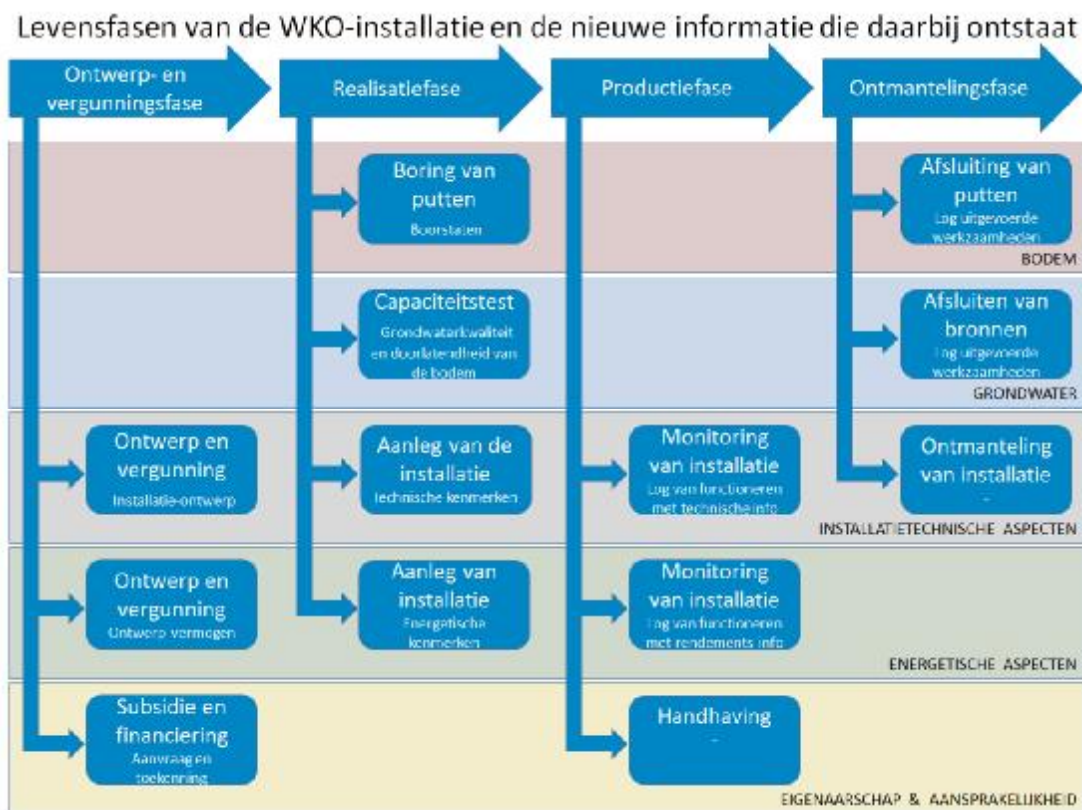 Levensfasen van de WKO-installatie en de nieuwe informatie die daarbij ontstaat
Ontwerp- en
vergunningsfase
Realisatiefase
Productiefase
Ontmantelingsfase
Boring van
putten
Boorstaten
Afsluiting van
putten
Log uitgevoerde
werkzaamheden
BODEM
Capaciteitstest
Grondwaterkwaliteit
en doorlatendheid van
de bodem
Afsluiten van
bronnen
Log uitgevoerde
werkzaamheden
GRONDWATER
Ontwerp en
vergunning
Installatie-ontwerp
Aanleg van de
installatie
Technische kenmerken
Monitoring
van installatie
Log van functioneren
met technische info
Ontmanteling
van installatie
-
INSTALLATIETECHNISCHE ASPECTEN
Ontwerp en
vergunning
Ontwerp vermogen
Aanleg van
installatie
Energetische
kenmerken
Monitoring
van installatie
Log van functioneren
met rendements info
ENERGETISCHE ASPECTEN
Subsidie en
financiering
Aanvraag en
toekenning
Handhaving
-
EIGENAARSCHAP & AANSPRAKELIJKHEID